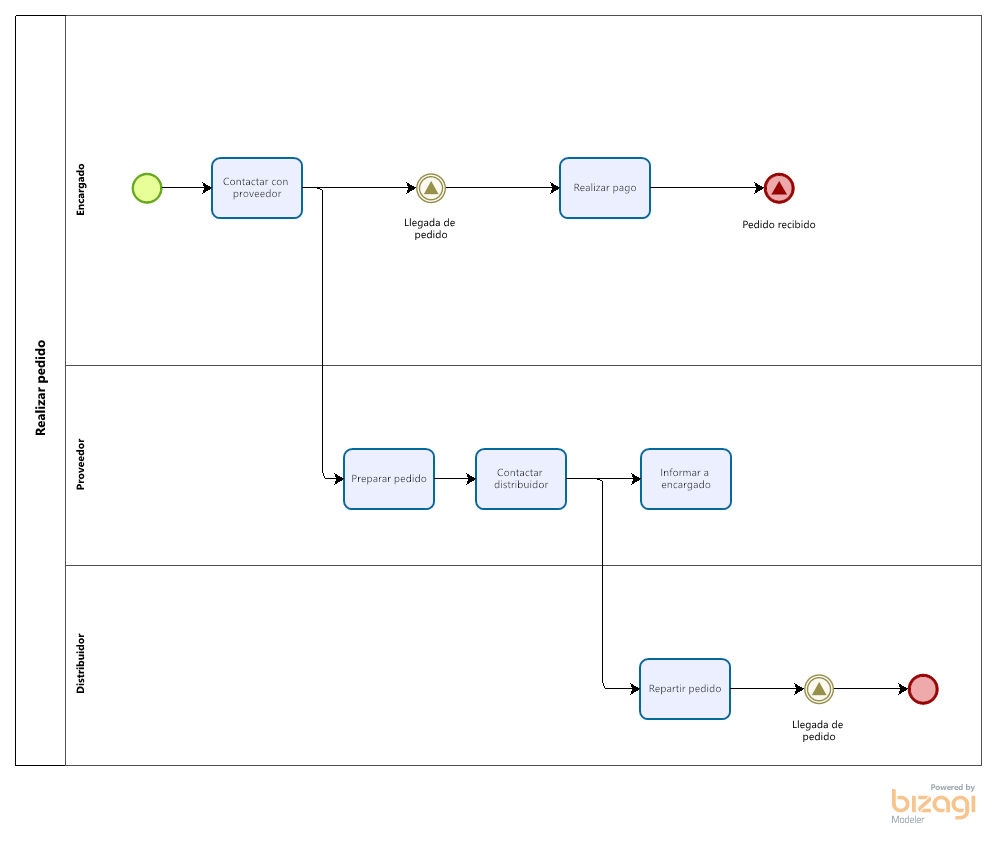 Realizar pedido
Encargado
Contactar con
proveedor
Llegada de
pedido
Realizar pago
Pedido recibido
Proveedor
Preparar pedido
Contactar
distribuidor
Informar a
encargado
Distribuidor
Repartir pedido
Llegada de
pedido
Powered by
bizagi
Modeler